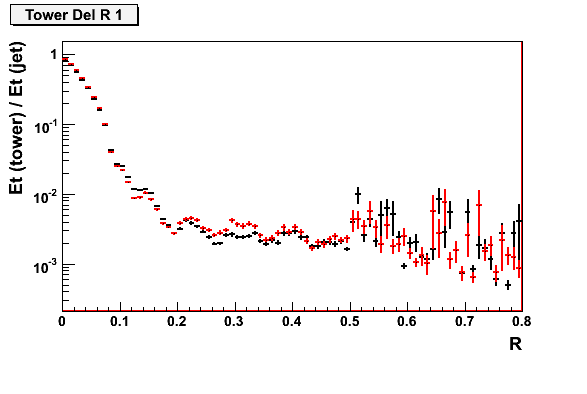 Tower Del R 1
Et (tower) / Et (jet)
1
10^-1
10^-2
10^-3
0 0.1 0.2 0.3 0.4 0.5 0.6 0.7 0.8
R